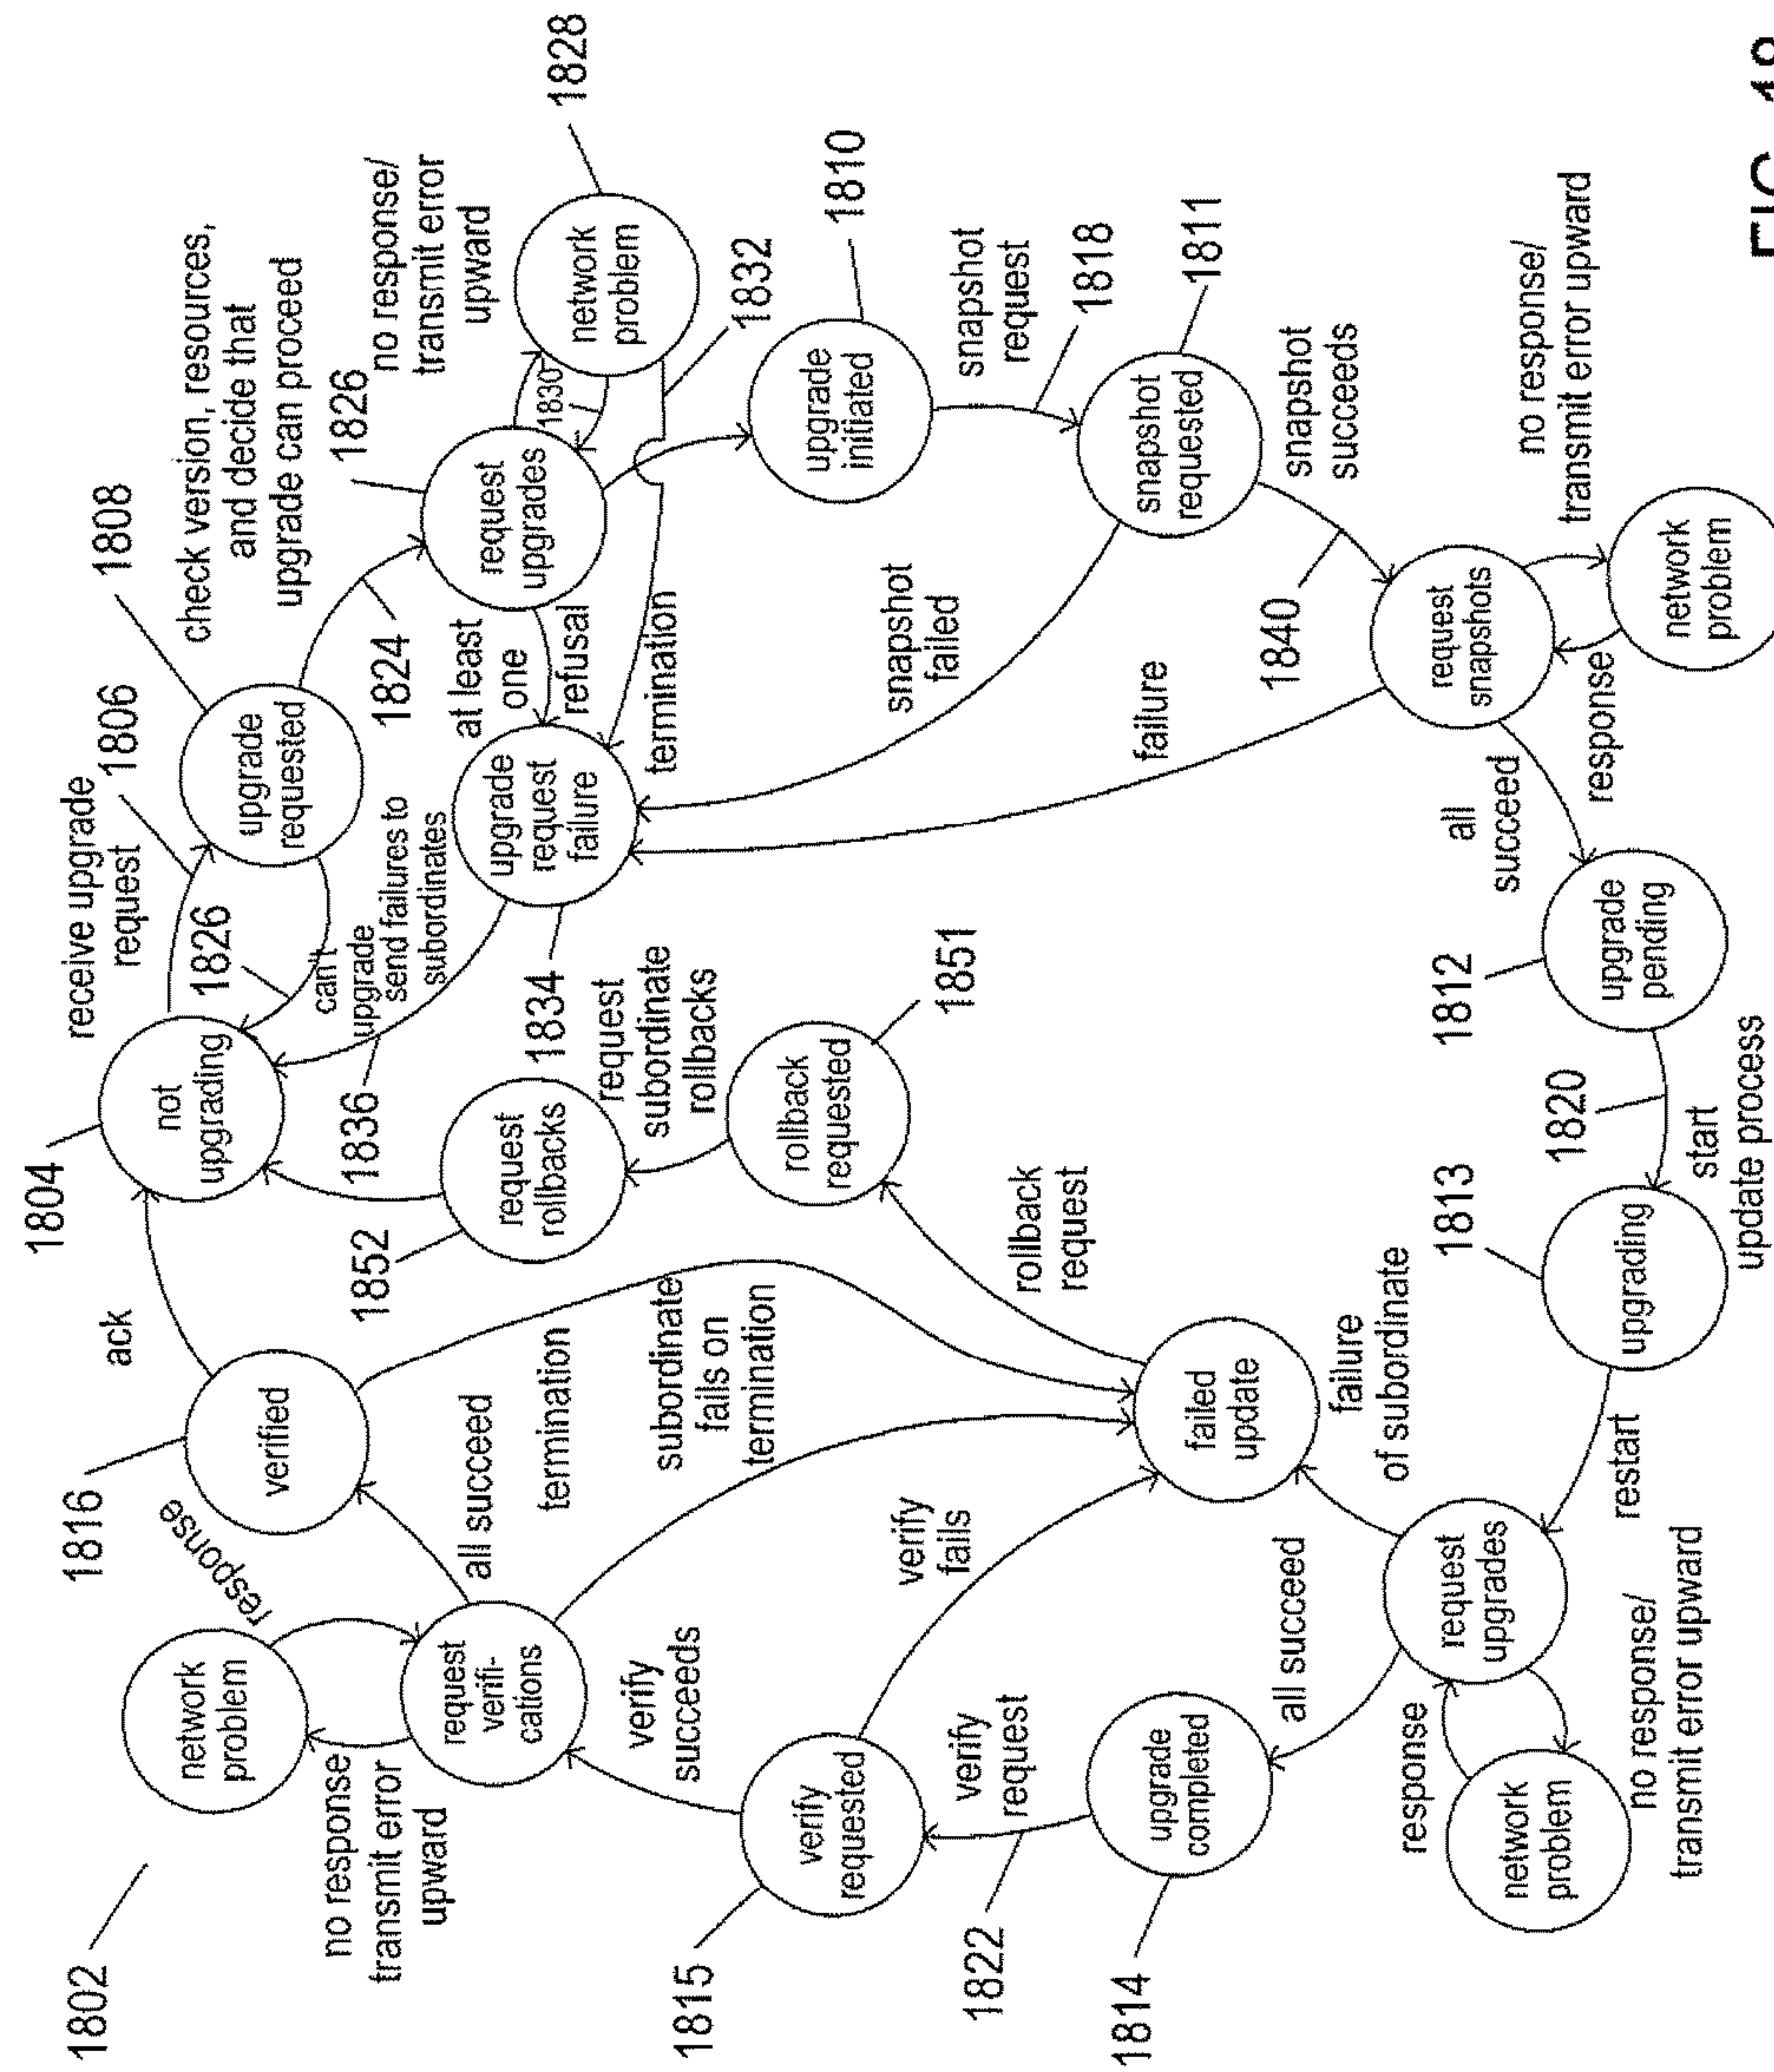 1802
network
problem
response
no response
transmit error
upward
request
verifi-
cations
1816
verified
ack
all succeed
termination
1804
not
upgrading
receive upgrade
request
1806
1826
can't
upgrade
send failures to
subordinates
1836
upgrade
requested
1808
check version, resources,
and decide that
upgrade can proceed
1824
1826
request
upgrades
at least
one
refusal
no response/
transmit error
upward
network
problem
1828
1830
1832
termination
upgrade
request
failure
1834
1852
request
rollbacks
request
subordinate
rollbacks
rollback
requested
1851
subordinate
fails on
termination
verify
succeeds
1815
verify
requested
verify
fails
verify
request
1822
upgrade
completed
1814
all succeed
failed
update
rollback
request
failure
of subordinate
upgrade
initiated
1810
snapshot
request
1818
snapshot
requested
1811
snapshot
failed
snapshot
succeeds
1840
failure
request
snapshots
no response/
transmit error upward
network
problem
response
all
succeed
1812
upgrade
pending
1820
start
update process
1813
upgrading
restart
request
upgrades
response
network
problem
no response/
transmit error upward